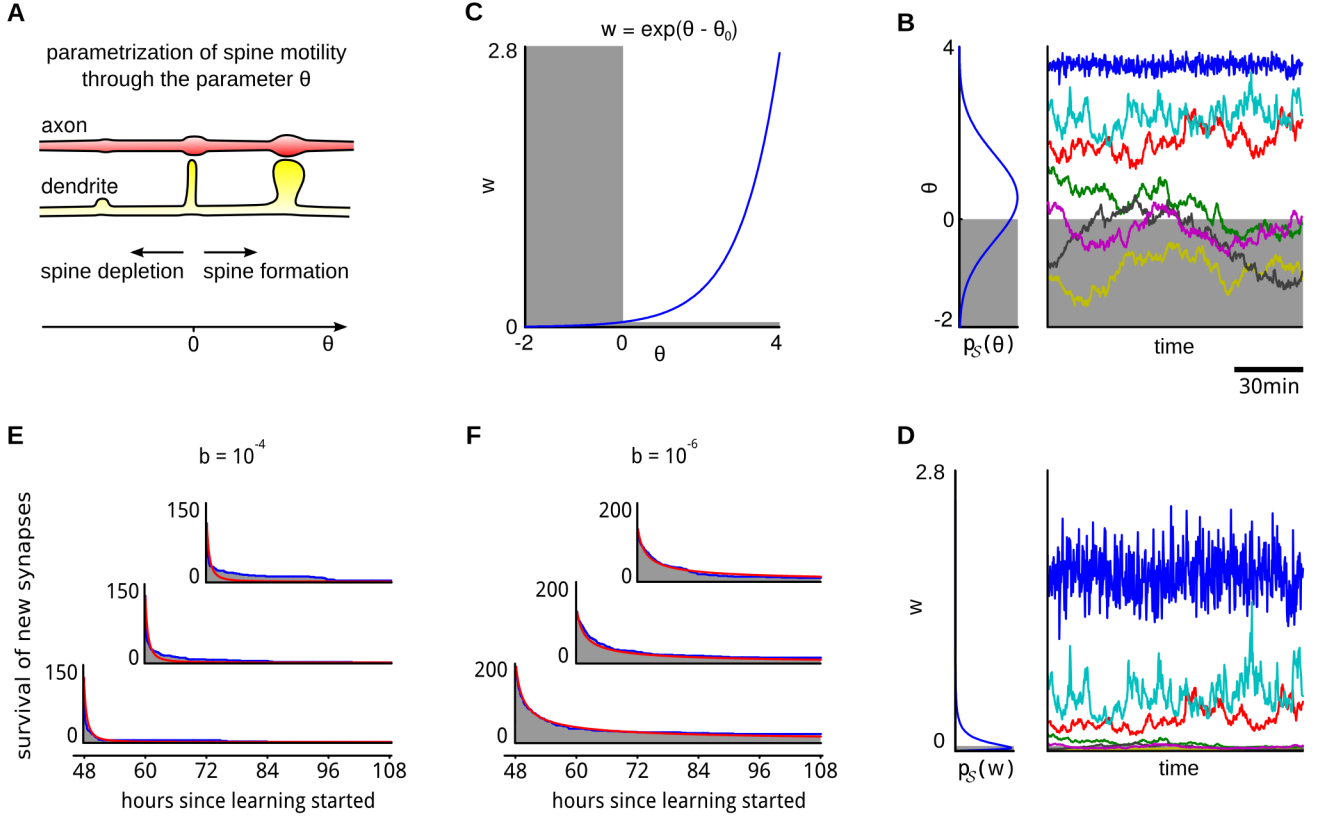 A
parametrization of spine motility
through the parameter θ
axon
dendrite
spine depletion
spine formation
0
θ
C
w = exp(θ - θ0)
2.8
w
0
-2
0
θ
4
B
4
θ
0
-2
p𝒮(θ)
time
30min
E
b = 10-4
survival of new synapses
150
0
150
0
150
0
48 60 72 84 96 108
hours since learning started
F
b = 10-6
200
0
200
0
200
0
48 60 72 84 96 108
hours since learning started
D
2.8
w
0
p𝒮(w)
time